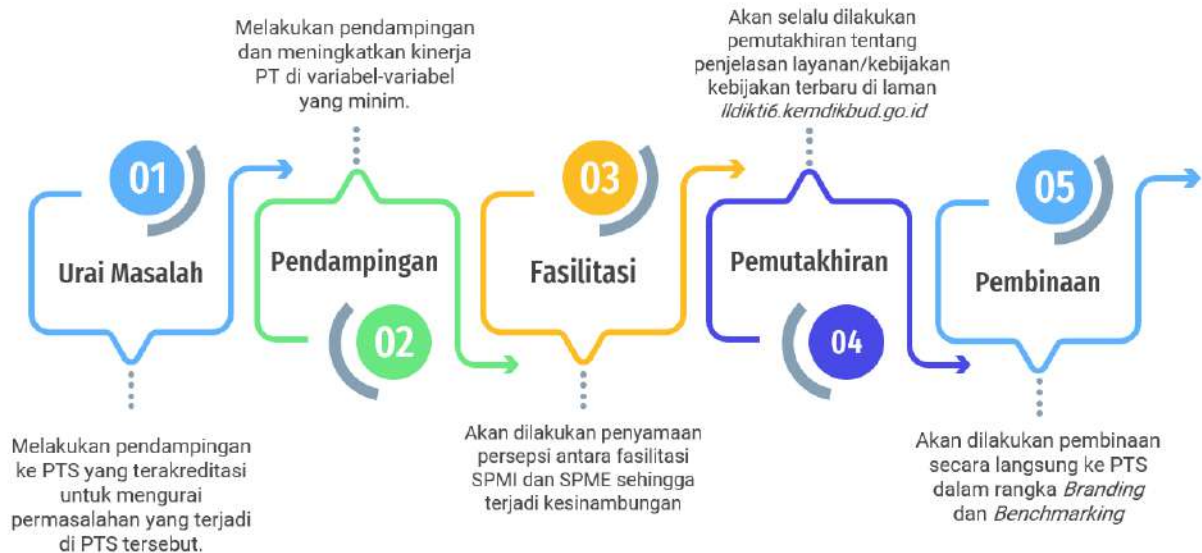 01
Urai Masalah
Melakukan pendampingan
ke PTS yang terakreditasi
untuk mengurai
permasalahan yang terjadi
di PTS tersebut.
Melakukan pendampingan
dan meningkatkan kinerja
PT di variabel-variabel
yang minim.
Pendampingan
02
03
Fasilitasi
Akan dilakukan penyamaan
persepsi antara fasilitasi
SPMI dan SPME sehingga
terjadi kesinambungan
Akan selalu dilakukan
pemutakhiran tentang
penjelasan layanan/kebijakan
kebijakan terbaru di laman
lldikti6.kemdikbud.go.id
Pemutakhiran
04
05
Pembinaan
Akan dilakukan pembinaan
secara langsung ke PTS
dalam rangka Branding
dan Benchmarking